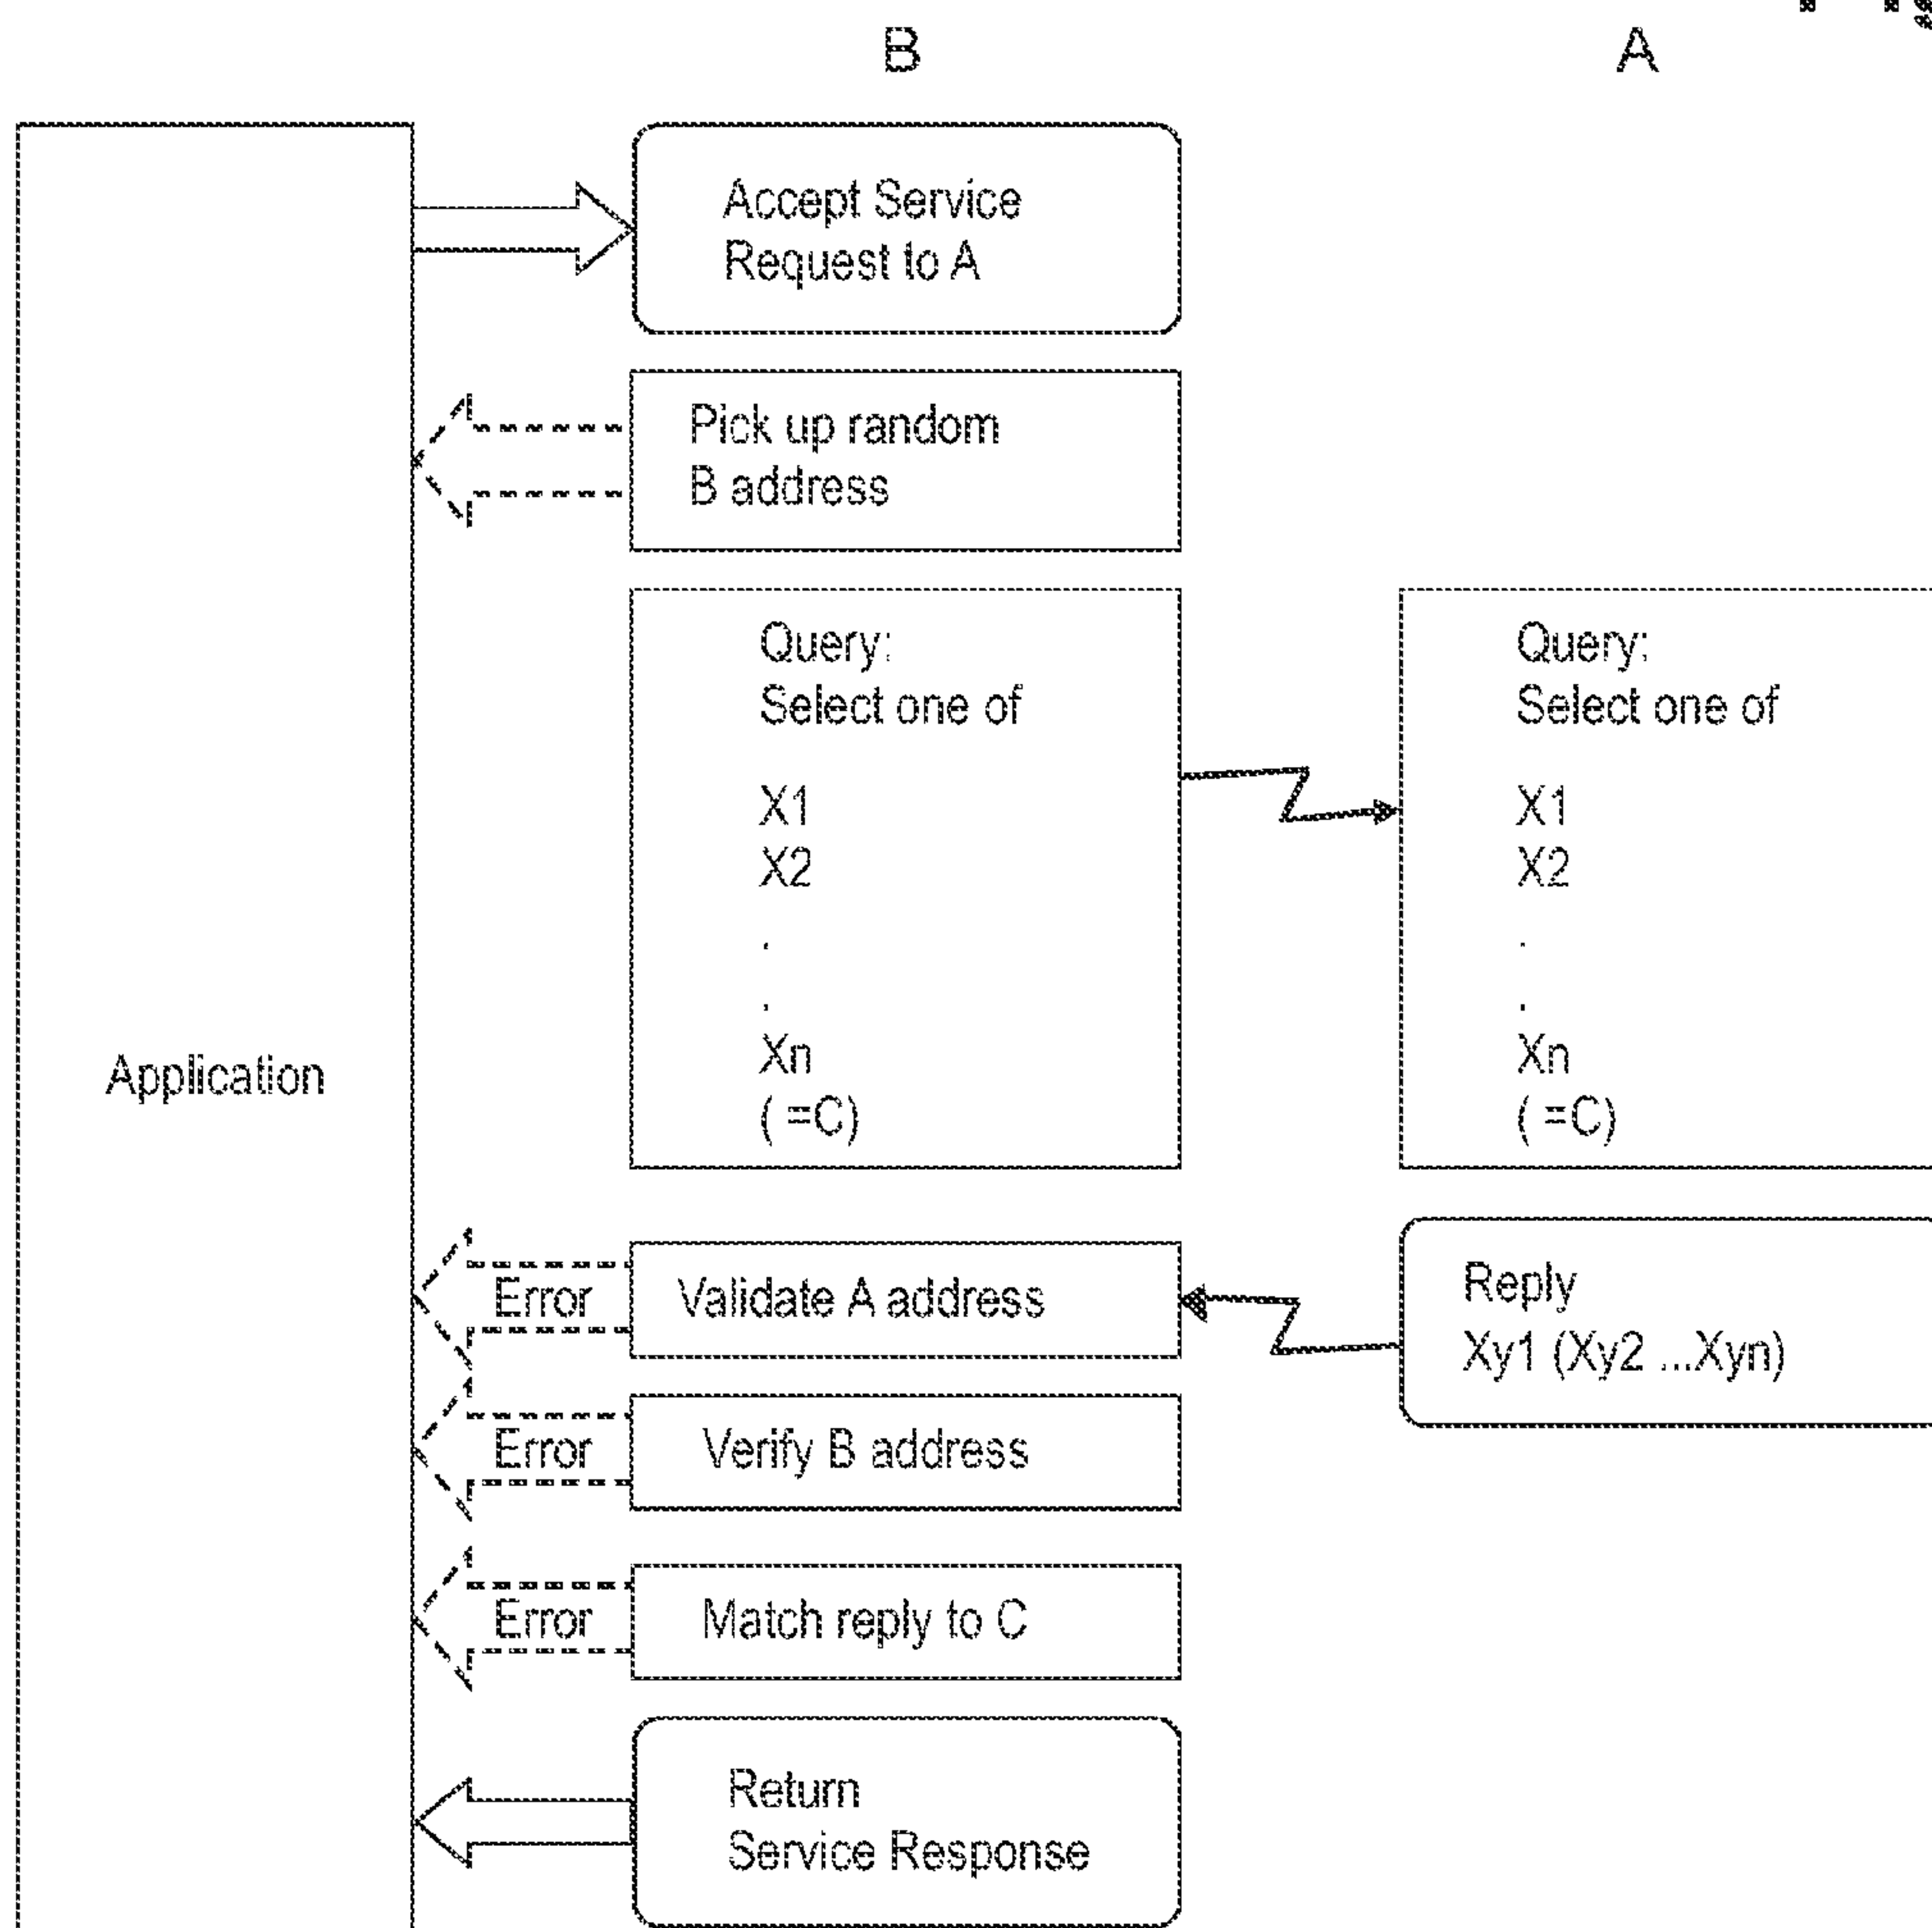 B
A
Accept Service
Request to A
Pick up random
B address
Query:
Select one of
X1
X2
.
.
Xn
( =C)
Query:
Select one of
X1
X2
.
.
Xn
( =C)
Application
Error
Validate A address
Reply
Xy1 (Xy2 ...Xyn)
Error
Verify B address
Error
Match reply to C
Return
Service Response